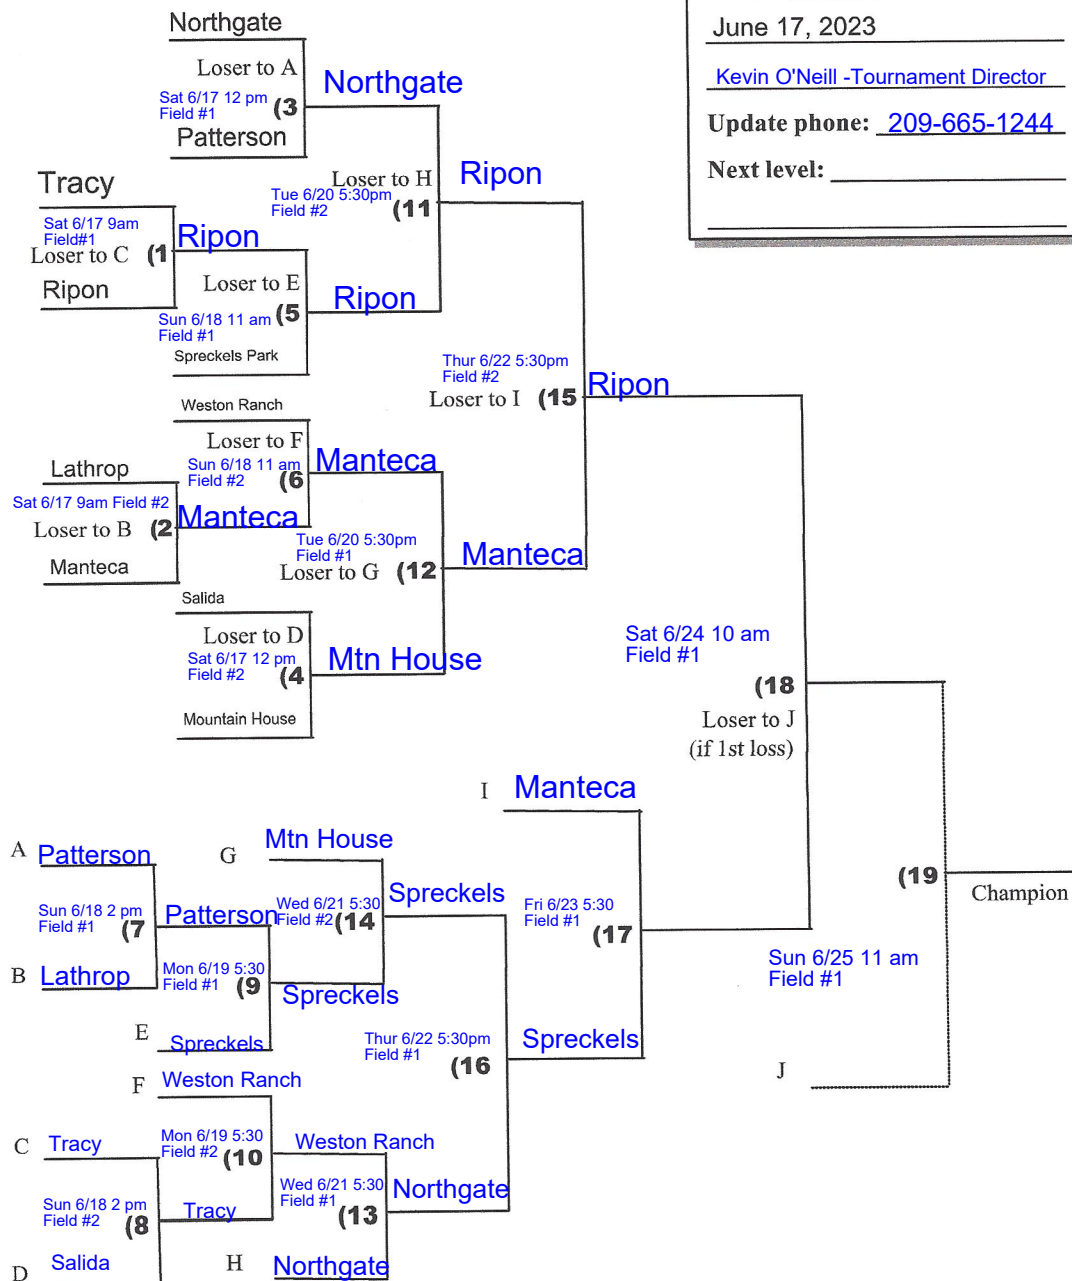 Northgate
June 17, 2023
Loser to A
Northgate
Kevin O'Neill -Tournament Director
Sat 6/17 12 pm
Field #1
(3
Update phone: 209-665-1244
Patterson
Next level:
Tracy
Loser to H
Ripon
Tue 6/20 5:30pm
Field #2
(11
Sat 6/17 9am
Field#1
Loser to C (1
Ripon
Ripon
Loser to E
(5
Ripon
Sun 6/18 11 am
Field #1
Spreckels Park
Thur 6/22 5:30pm
Field #2
Loser to I (15
Ripon
Weston Ranch
Loser to F
Sun 6/18 11 am
Field #2
(6
Manteca
Lathrop
Sat 6/17 9am Field #2
Loser to B (2
Manteca
Manteca
Tue 6/20 5:30pm
Field #1
Loser to G (12
Manteca
Salida
Loser to D
Sat 6/17 12 pm
Field #2
(4
Mtn House
Mountain House
Sat 6/24 10 am
Field #1
(18
Loser to J
(if 1st loss)
I Manteca
A Patterson
G Mtn House
Sun 6/18 2 pm
Field #1
(7
Patterson
Wed 6/21 5:30
Field #2
(14
Spreckels
Fri 6/23 5:30
Field #1
(17
(19
Champion
B Lathrop
Mon 6/19 5:30
Field #1
(9
Spreckels
Sun 6/25 11 am
Field #1
E Spreckels
Thur 6/22 5:30pm
Field #1
(16
Spreckels
J
F Weston Ranch
C Tracy
Mon 6/19 5:30
Field #2
(10
Weston Ranch
Sun 6/18 2 pm
Field #2
(8
Tracy
Wed 6/21 5:30
Field #1
(13
Northgate
D Salida
H Northgate